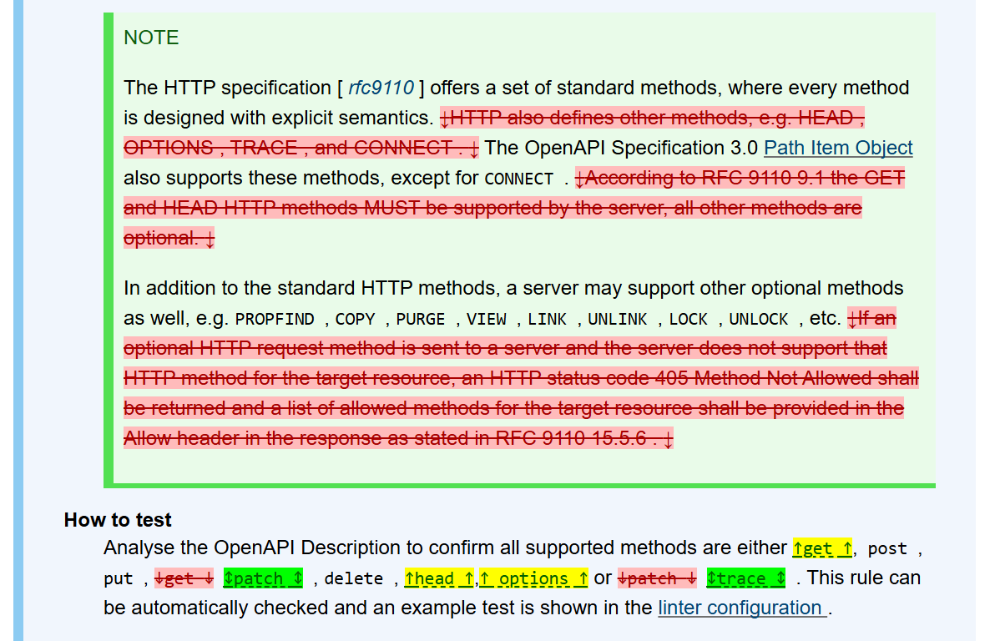 NOTE
The HTTP specification [ rfc9110 ] offers a set of standard methods, where every method
is designed with explicit semantics. ↓HTTP also defines other methods, e.g. HEAD ,
OPTIONS , TRACE , and CONNECT . ↓ The OpenAPI Specification 3.0 Path Item Object
also supports these methods, except for CONNECT . ↓According to RFC 9110 9.1 the GET
and HEAD HTTP methods MUST be supported by the server, all other methods are
optional. ↓
In addition to the standard HTTP methods, a server may support other optional methods
as well, e.g. PROPFIND , COPY , PURGE , VIEW , LINK , UNLINK , LOCK , UNLOCK , etc. ↓If an
optional HTTP request method is sent to a server and the server does not support that
HTTP method for the target resource, an HTTP status code 405 Method Not Allowed shall
be returned and a list of allowed methods for the target resource shall be provided in the
Allow header in the response as stated in RFC 9110 15.5.6 . ↓
How to test
Analyse the OpenAPI Description to confirm all supported methods are either ↑get ↑, post ,
put , ↓get ↓ ↕patch ↕ , delete , ↑head ↑,↑ options ↑ or ↓patch ↓ ↕trace ↕ . This rule can
be automatically checked and an example test is shown in the linter configuration .